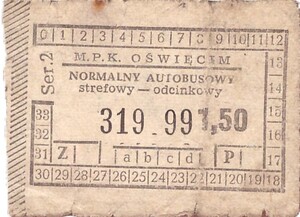 0 1 2 3 4 5 6 7 8 9 10 11 12
Ser.2
M.P.K. OŚWIĘCIM
13
NORMALNY AUTOBUSOWY
14
strefowy — odcinkowy
15
33 319 99 1,50
16
32
31 Z a b c d P 17
30 29 28 27 26 25 24 23 22 21 20 19 18